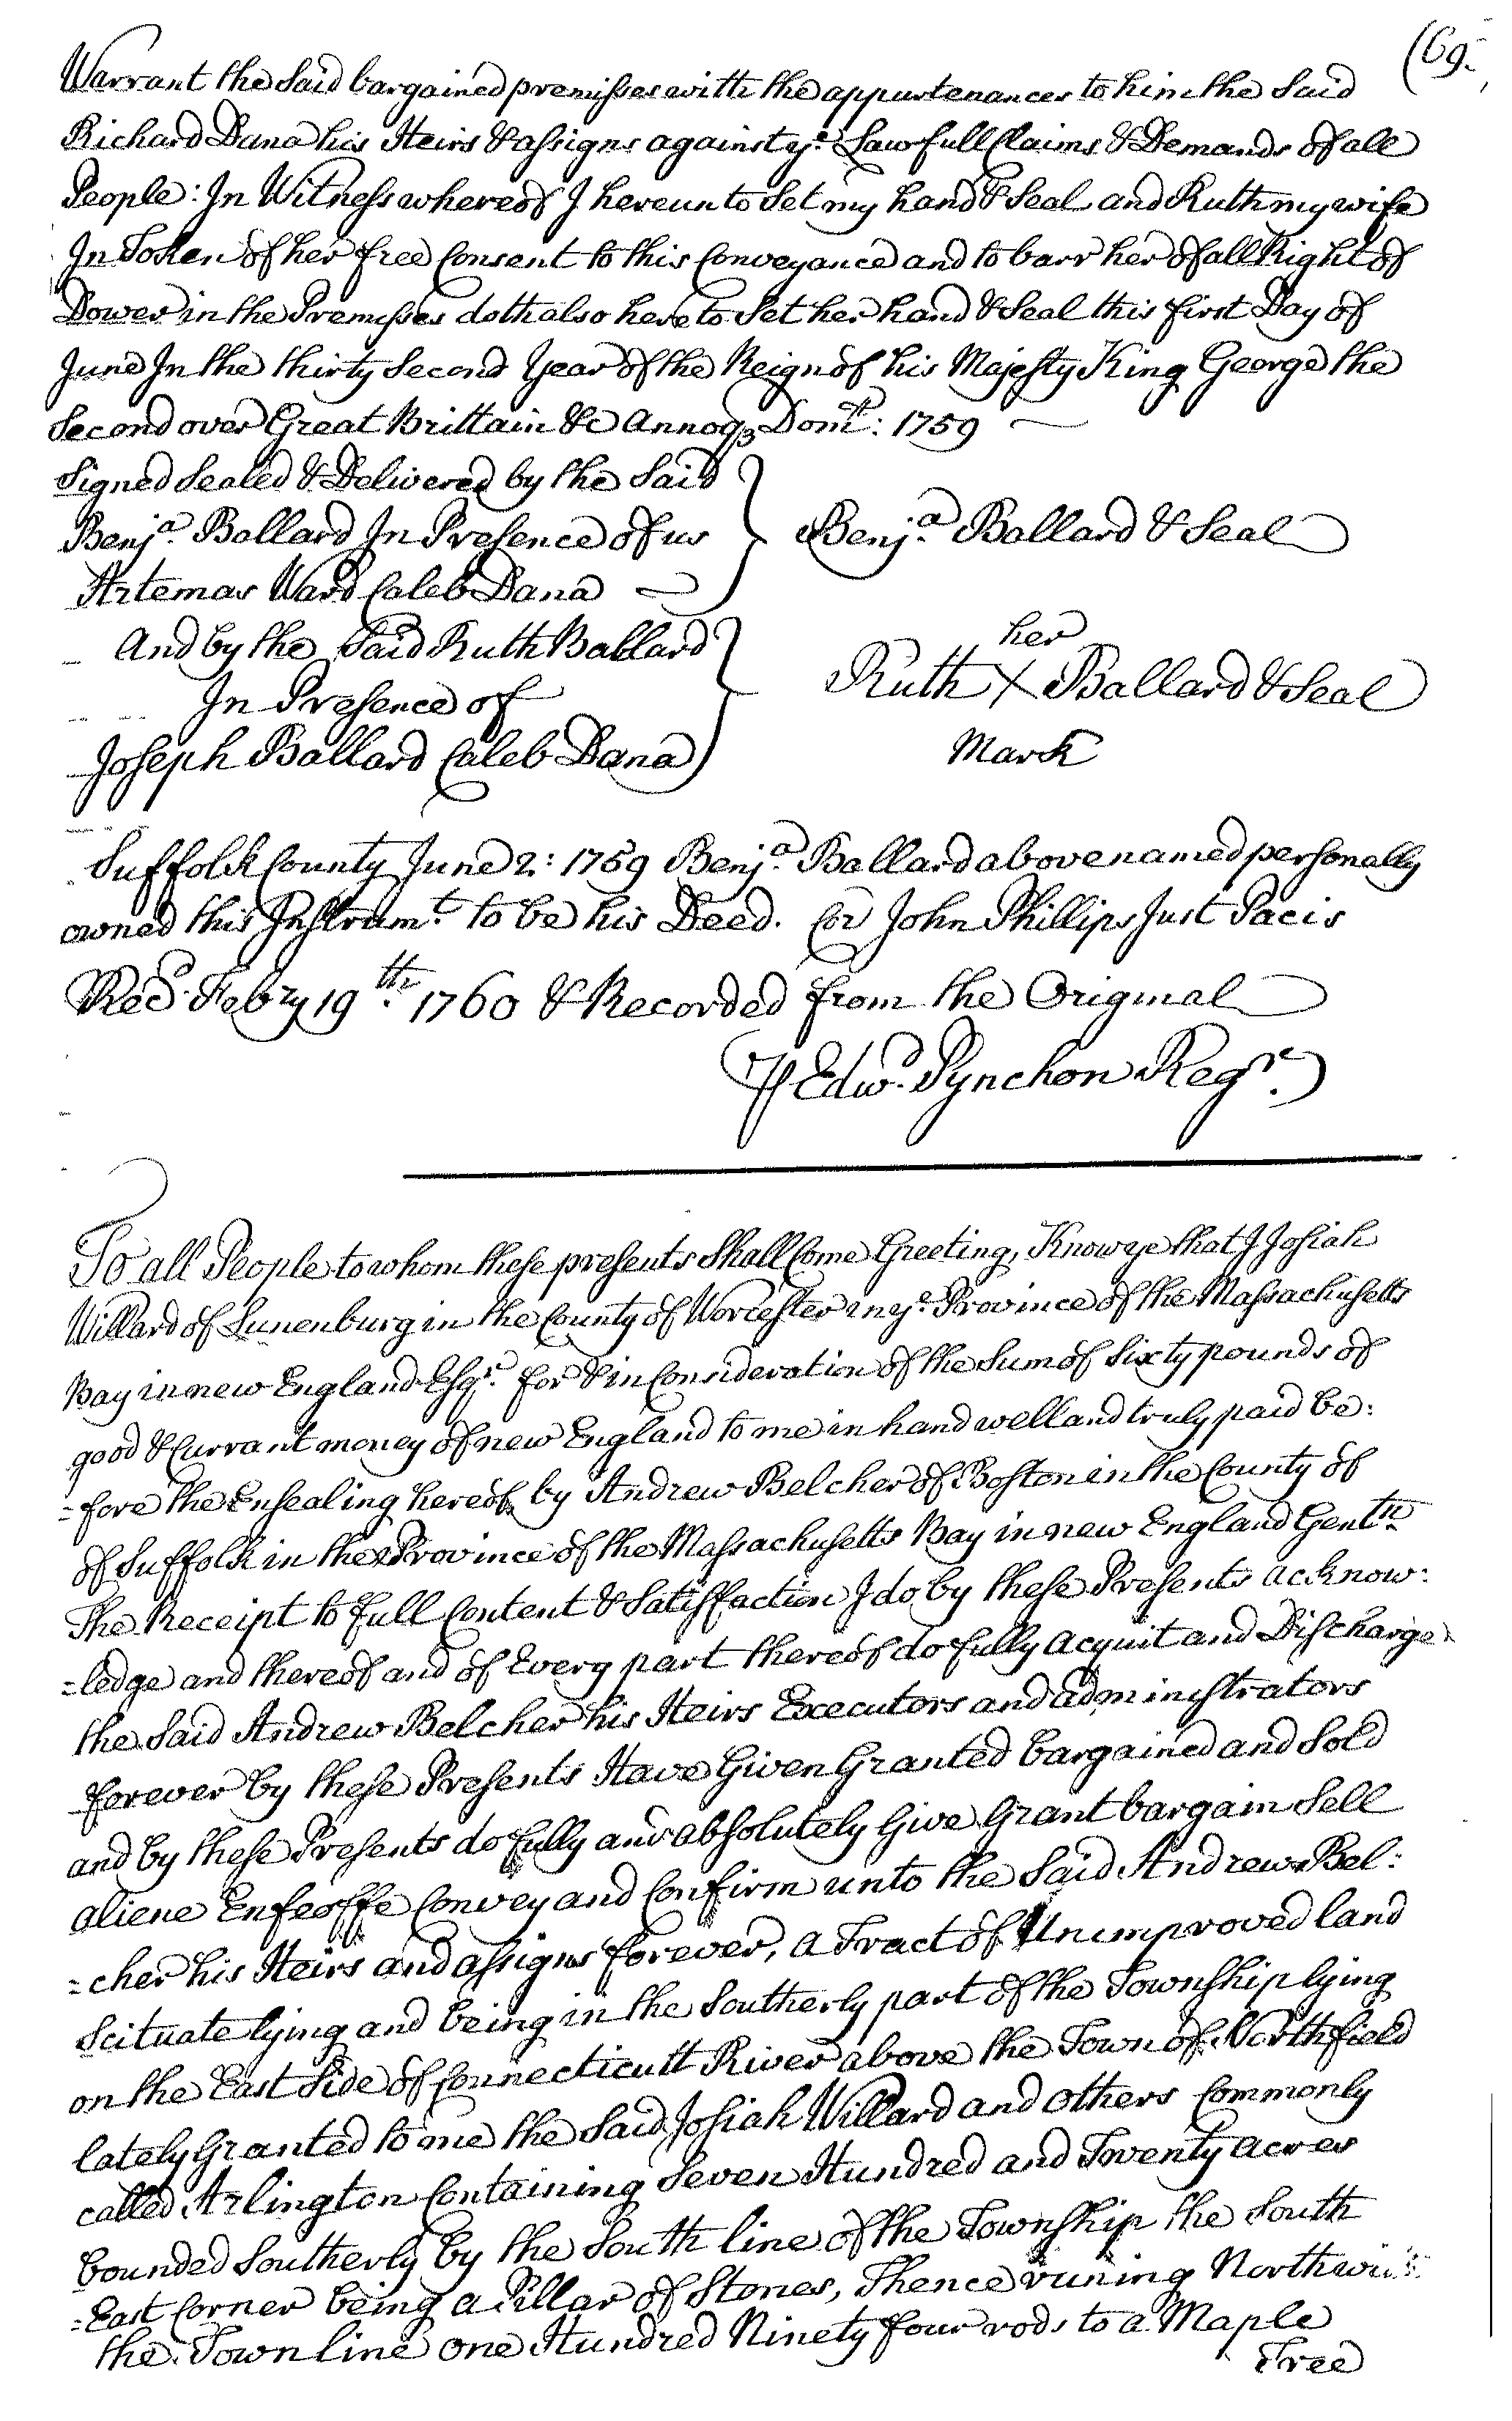 (69.
Warrant the Said bargained premisses with the appurtenances to him the Said
Richard Dana his Heirs & assigns against ye. Lawfull Claims & Demands of all
People: In Witness whereof I hereunto Set my hand & Seal and Ruth my wife
In Token of her free Consent to this Conveyance and to barr her of all Right of
Dower in the Premisses doth also hereto Set her hand & Seal this first Day of
June In the thirty Second Year of the Reign of his Majesty King George the
Second over Great Brittain &c Annoq3 Domi: 1759
Signed Sealed & Delivered by the Said
Benja. Ballard In Presence of us
Benja. Ballard & Seal
Artemas Ward Caleb Dana
And by the Said Ruth Ballard
In Presence of
Joseph Ballard Caleb Dana
her
Ruth X Ballard & Seal
Mark
Suffolk County June 2: 1759 Benja. Ballard above named personally
owned this Instrumt. to be his Deed. Cor John Phillips Just Pacis
Recd. Febry 19th. 1760 & Recorded from the Original
⅌ Edwd. Pynchon Regr.
To all People to whom these presents Shall Come Greeting, Know ye that I Josiah
Willard of Lunenburg in the County of Worcester in ye. Province of the Massachusetts
Bay in new England Esqr. for & in Consideration of the Sum of Sixty pounds of
good & Currant money of new England to me in hand well and truly paid be:
=fore the Ensealing hereof by Andrew Belcher of Boston in the County of
of Suffolk in the Province of the Massachusetts Bay in new England Gentn.
The Receipt to full Content & Satisfaction I do by these Presents acknow:
=ledge and thereof and of Every part thereof do fully acquit and Discharge
the Said Andrew Belcher his Heirs Executors and administrators
forever by these Presents Have Given Granted bargained and Sold
and by these Presents do fully and absolutely Give Grant bargain Sell
aliene Enfeoffe Convey and Confirm unto the Said Andrew Bel:
=cher his Heirs and assigns forever, a Tract of Unimproved land
Scituate lying and being in the Southerly part of the Township lying
on the East Side of Connecticutt River above the Town of Northfield
lately Granted to me the Said Josiah Willard and others Commonly
called Arlington Containing Seven Hundred and Twenty acres
bounded Southerly by the South line of the Township the South
=East Corner being a Pillar of Stones, Thence runing North
the Town line one Hundred Ninety four rods to a Maple
Tree